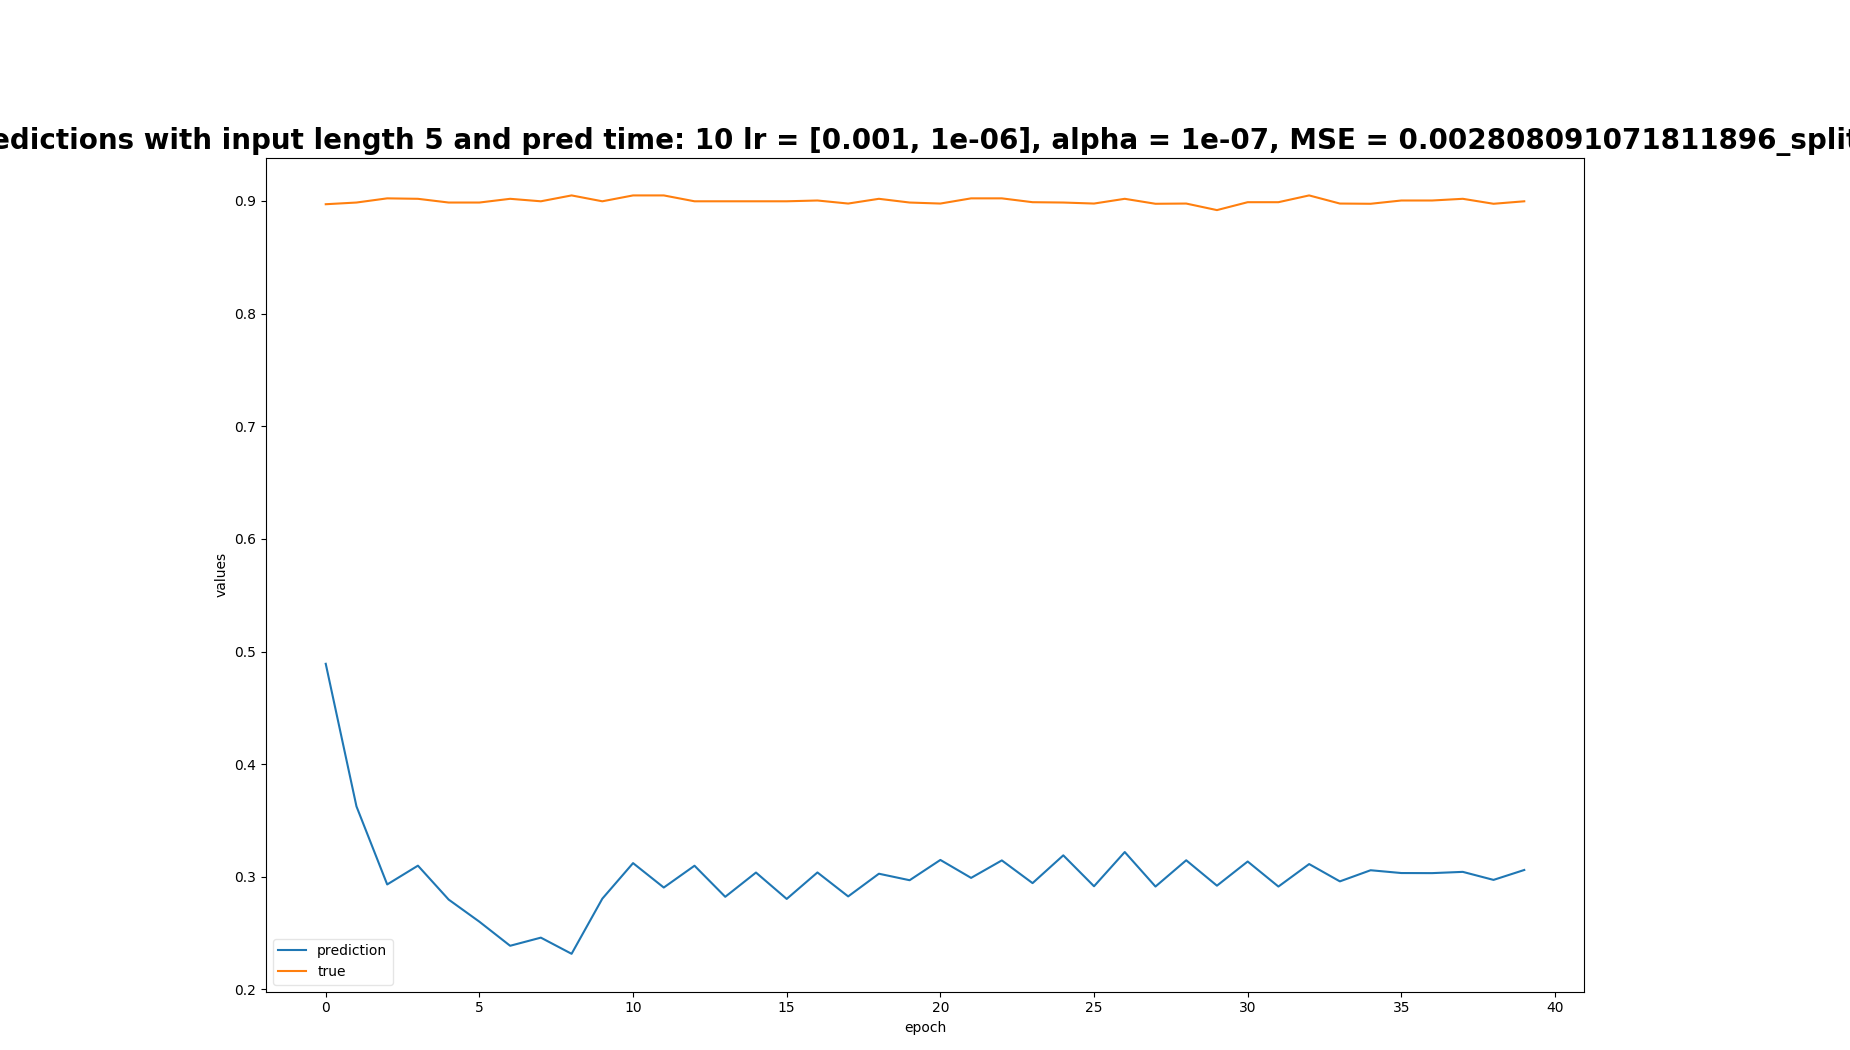 edictions with input length 5 and pred time: 10 lr = [0.001, 1e-06], alpha = 1e-07, MSE = 0.002808091071811896_split
0.9
0.8
0.7
0.6
0.5
0.4
0.3
0.2
values
prediction
true
0 5 10 15 20 25 30 35 40
epoch